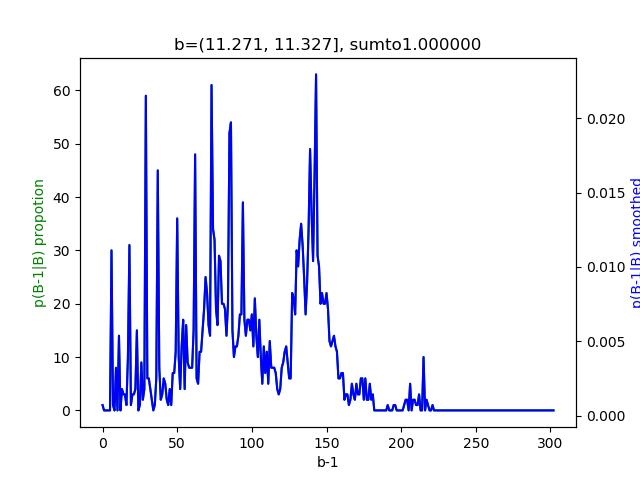 b=(11.271, 11.327], sumto1.000000
p(B-1|B) propotion
60
50
40
30
20
10
0
0.020
0.015
0.010
0.005
0.000
p(B-1|B) smoothed
0 50 100 150 200 250 300
b-1